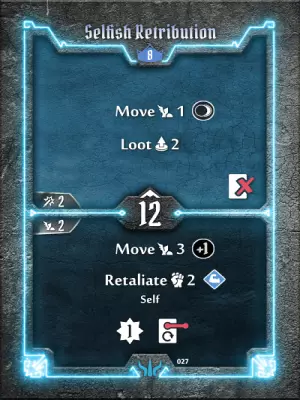 Selfish Retribution
8
Move 1
Loot 2
2
12
2
Move 3 +1
Retaliate 2
Self
1
027